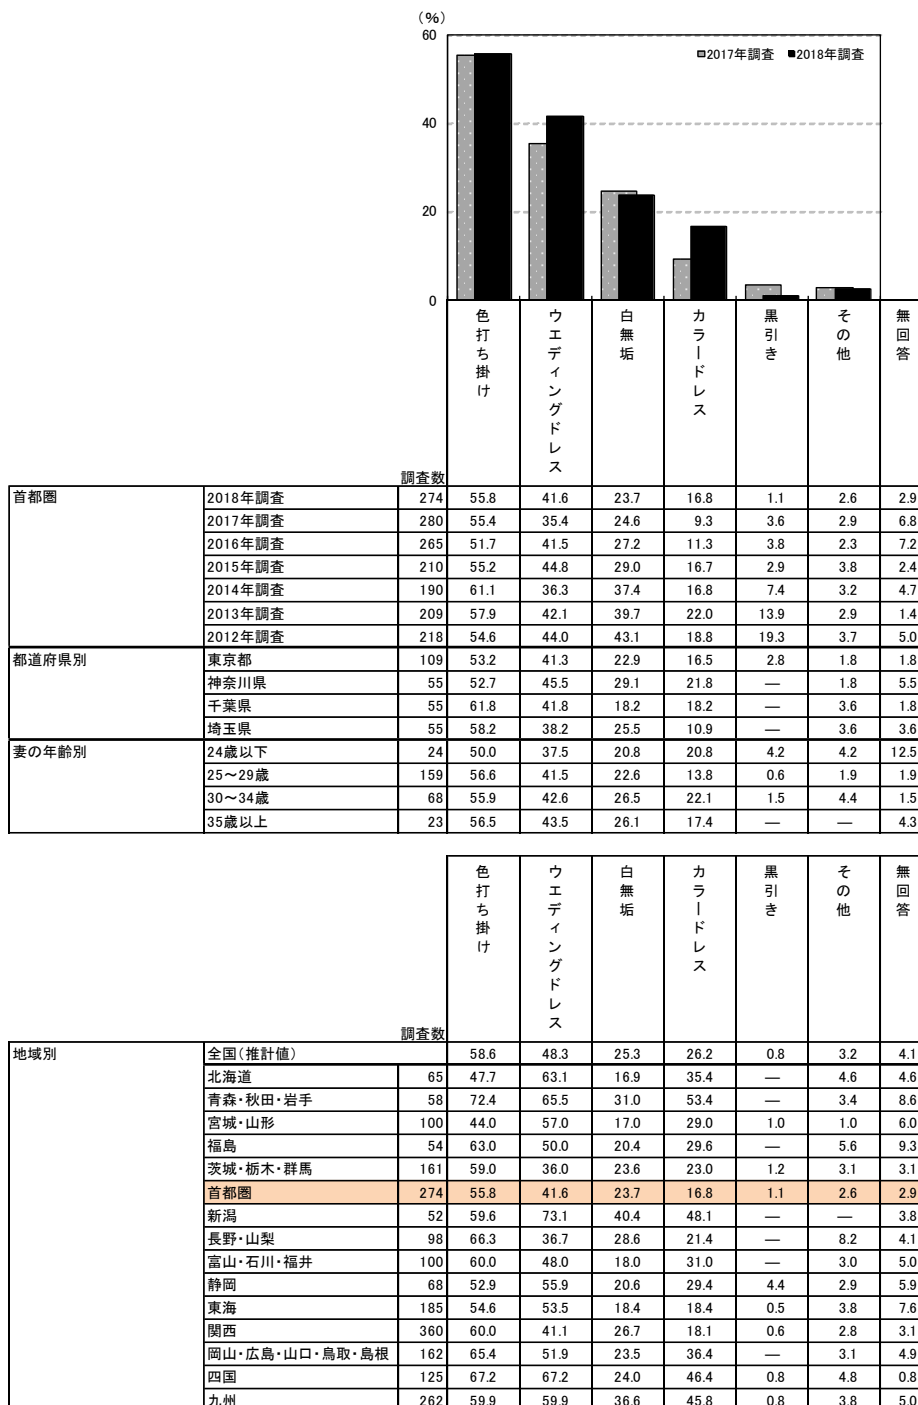 (%)
60
□2017年調査 ■2018年調査
40
20
0
色打ち掛け ウエディングドレス 白無垢 カラードレス 黒引き その他 無回答
調査数
首都圏 2018年調査 274 55.8 41.6 23.7 16.8 1.1 2.6 2.9
2017年調査 280 55.4 35.4 24.6 9.3 3.6 2.9 6.8
2016年調査 265 51.7 41.5 27.2 11.3 3.8 2.3 7.2
2015年調査 210 55.2 44.8 29.0 16.7 2.9 3.8 2.4
2014年調査 190 61.1 36.3 37.4 16.8 7.4 3.2 4.7
2013年調査 209 57.9 42.1 39.7 22.0 13.9 2.9 1.4
2012年調査 218 54.6 44.0 43.1 18.8 19.3 3.7 5.0
都道府県別 東京都 109 53.2 41.3 22.9 16.5 2.8 1.8 1.8
神奈川県 55 52.7 45.5 29.1 21.8 — 1.8 5.5
千葉県 55 61.8 41.8 18.2 18.2 — 3.6 1.8
埼玉県 55 58.2 38.2 25.5 10.9 — 3.6 3.6
妻の年齢別 24歳以下 24 50.0 37.5 20.8 20.8 4.2 4.2 12.5
25～29歳 159 56.6 41.5 22.6 13.8 0.6 1.9 1.9
30～34歳 68 55.9 42.6 26.5 22.1 1.5 4.4 1.5
35歳以上 23 56.5 43.5 26.1 17.4 — — 4.3
色打ち掛け ウエディングドレス 白無垢 カラードレス 黒引き その他 無回答
調査数
地域別 全国(推計値) 58.6 48.3 25.3 26.2 0.8 3.2 4.1
北海道 65 47.7 63.1 16.9 35.4 — 4.6 4.6
青森・秋田・岩手 58 72.4 65.5 31.0 53.4 — 3.4 8.6
宮城・山形 100 44.0 57.0 17.0 29.0 1.0 1.0 6.0
福島 54 63.0 50.0 20.4 29.6 — 5.6 9.3
茨城・栃木・群馬 161 59.0 36.0 23.6 23.0 1.2 3.1 3.1
首都圏 274 55.8 41.6 23.7 16.8 1.1 2.6 2.9
新潟 52 59.6 73.1 40.4 48.1 — — 3.8
長野・山梨 98 66.3 36.7 28.6 21.4 — 8.2 4.1
富山・石川・福井 100 60.0 48.0 18.0 31.0 — 3.0 5.0
静岡 68 52.9 55.9 20.6 29.4 4.4 2.9 5.9
東海 185 54.6 53.5 18.4 18.4 0.5 3.8 7.6
関西 360 60.0 41.1 26.7 18.1 0.6 2.8 3.1
岡山・広島・山口・鳥取・島根 162 65.4 51.9 23.5 36.4 — 3.1 4.9
四国 125 67.2 67.2 24.0 46.4 0.8 4.8 0.8
九州 262 59.9 59.9 36.6 45.8 0.8 3.8 5.0